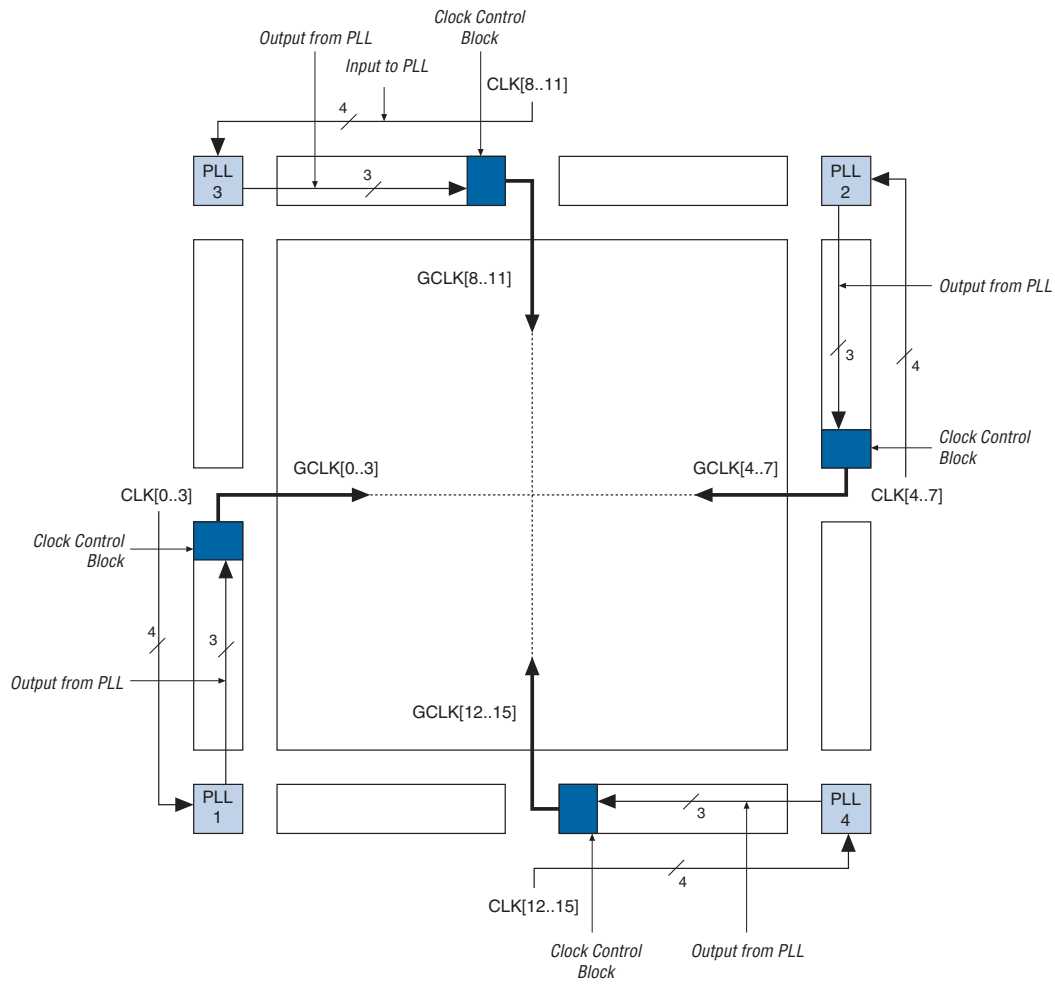 Clock Control
Block
Output from PLL
Input to PLL
CLK[8..11]
4
PLL
3
3
PLL
2
GCLK[8..11]
Output from PLL
3
4
Clock Control
Block
GCLK[0..3]
GCLK[4..7]
CLK[0..3]
CLK[4..7]
Clock Control
Block
4
3
Output from PLL
GCLK[12..15]
PLL
1
3
PLL
4
4
CLK[12..15]
Clock Control
Block
Output from PLL